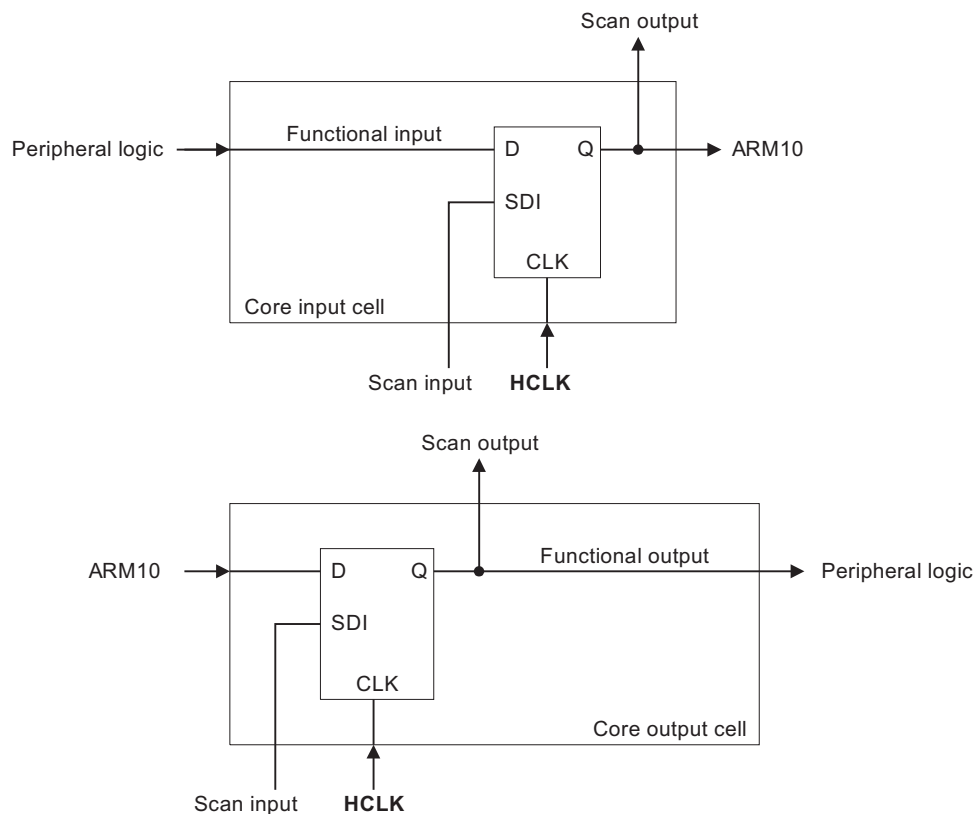 Scan output
Functional input
Peripheral logic
D
Q
ARM10
SDI
CLK
Core input cell
Scan input
HCLK
Scan output
Functional output
ARM10
D
Q
Peripheral logic
SDI
CLK
Core output cell
Scan input
HCLK